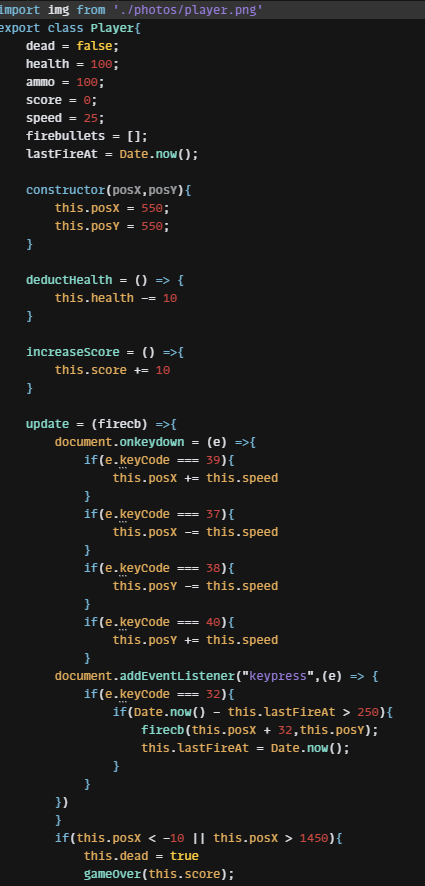 import img from './photos/player.png'
export class Player{
    dead = false;
    health = 100;
    ammo = 100;
    score = 0;
    speed = 25;
    firebullets = [];
    lastFireAt = Date.now();

    constructor(posX,posY){
        this.posX = 550;
        this.posY = 550;
    }

    deductHealth = () => {
        this.health -= 10
    }

    increaseScore = () =>{
        this.score += 10
    }

    update = (firecb) =>{
        document.onkeydown = (e) =>{
            if(e.keyCode === 39){
                this.posX += this.speed
            }
            if(e.keyCode === 37){
                this.posX -= this.speed
            }
            if(e.keyCode === 38){
                this.posY -= this.speed
            }
            if(e.keyCode === 40){
                this.posY += this.speed
            }
        document.addEventListener("keypress",(e) => {
            if(e.keyCode === 32){
                if(Date.now() - this.lastFireAt > 250){
                    firecb(this.posX + 32,this.posY);
                    this.lastFireAt = Date.now();
                }
            }
        })
        }
        if(this.posX < -10 || this.posX > 1450){
            this.dead = true
            gameOver(this.score);